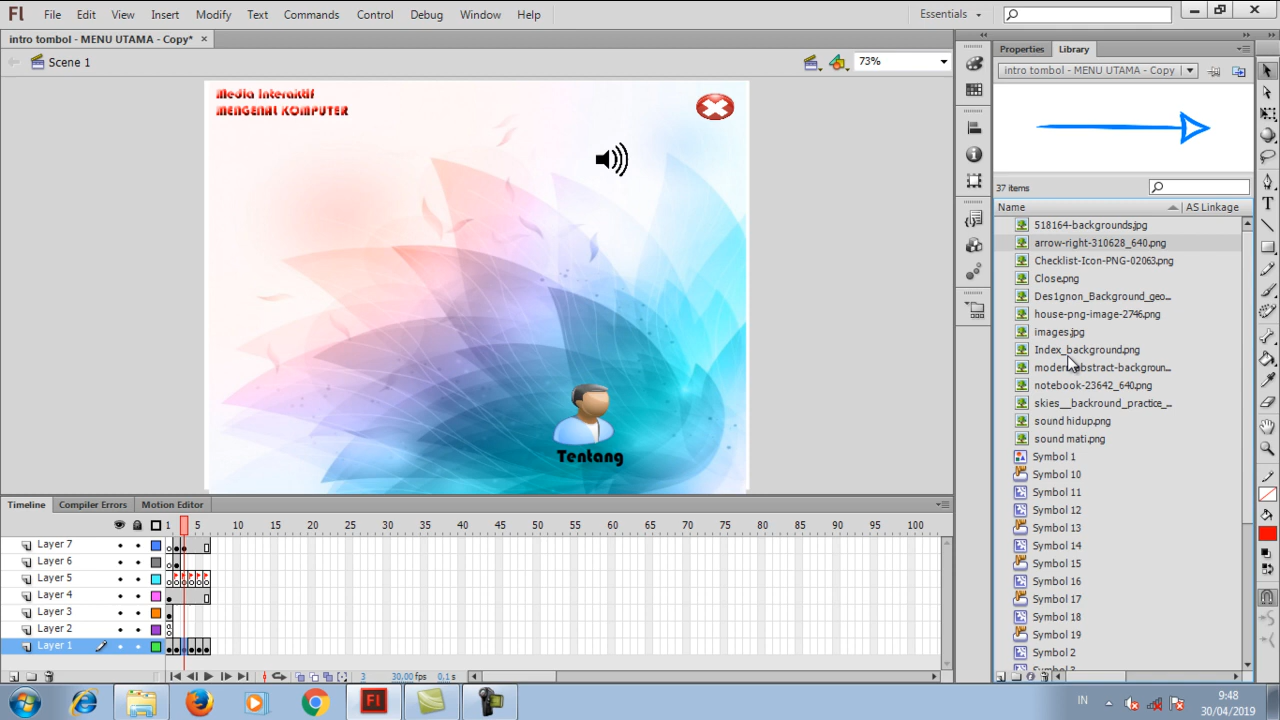 Fl File Edit View Insert Modify Text Commands Control Debug Window Help Essentials
intro tombol - MENU UTAMA - Copy*
Scene 1
73%
Media Interaktif
MENGENAL KOMPUTER
Tentang
Properties Library
intro tombol - MENU UTAMA - Copy
37 items
Name AS Linkage
518164-backgrounds.jpg
arrow-right-310628_640.png
Checklist-Icon-PNG-02063.png
Close.png
Des1gnon_Background_geo...
house-png-image-2746.png
images.jpg
Index_background.png
modern-abstract-backgroun...
notebook-23642_640.png
skies__backround_practice_...
sound hidup.png
sound mati.png
Symbol 1
Symbol 10
Symbol 11
Symbol 12
Symbol 13
Symbol 14
Symbol 15
Symbol 16
Symbol 17
Symbol 18
Symbol 19
Symbol 2
Timeline Compiler Errors Motion Editor
1 5 10 15 20 25 30 35 40 45 50 55 60 65 70 75 80 85 90 95 100
Layer 7
Layer 6
Layer 5
Layer 4
Layer 3
Layer 2
Layer 1
3 30,00 fps 0,1 s
Fl
IN
9:48
30/04/2019